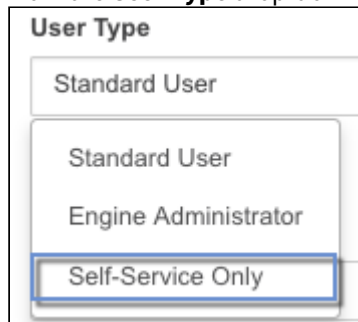 User Type
Standard User
Standard User
Engine Administrator
Self-Service Only